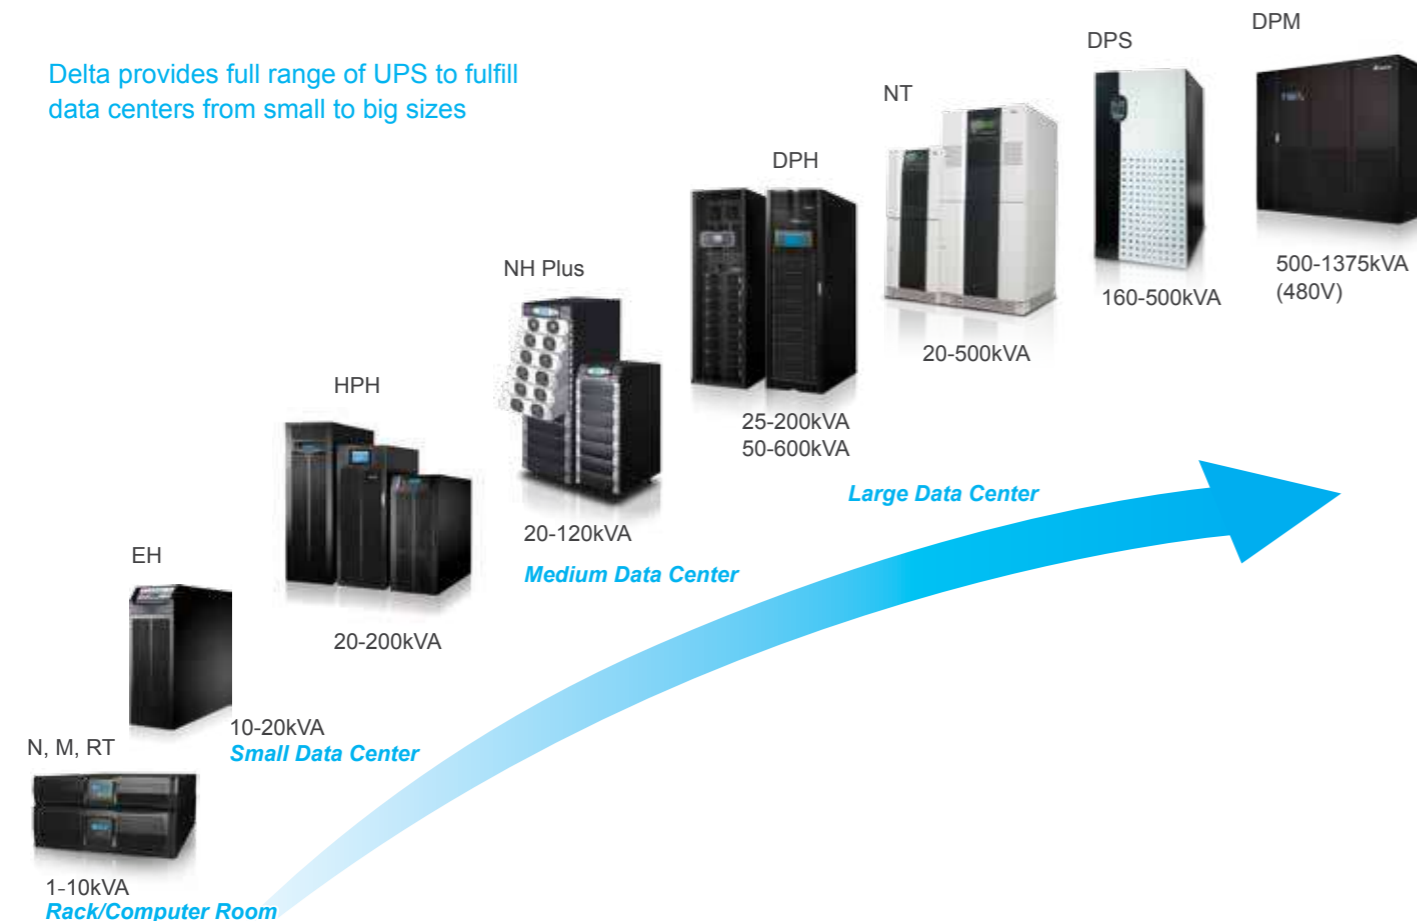 Delta provides full range of UPS to fulfill
data centers from small to big sizes
N, M, RT
1-10kVA
Rack/Computer Room
EH
10-20kVA
Small Data Center
HPH
20-200kVA
NH Plus
20-120kVA
Medium Data Center
DPH
25-200kVA
50-600kVA
Large Data Center
NT
20-500kVA
DPS
160-500kVA
DPM
500-1375kVA
(480V)